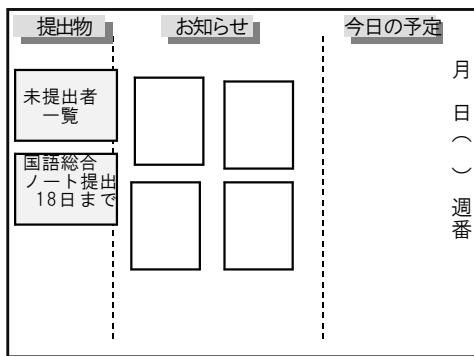 提出物
お知らせ
今日の予定
未提出者
一覧
国語総合
ノート提出
18日まで
月　日（　）週番